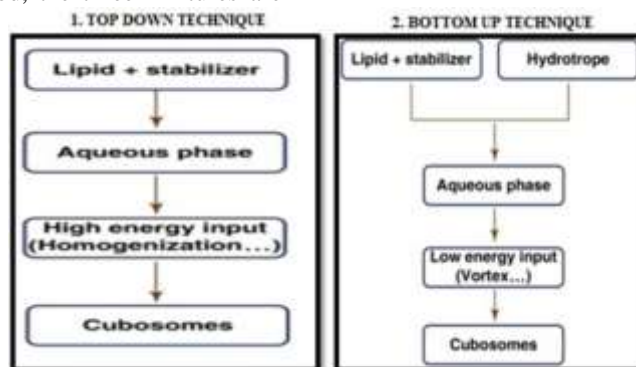 1. TOP DOWN TECHNIQUE
Lipid + stabilizer
Aqueous phase
High energy input
(Homogenization...)
Cubosomes
2. BOTTOM UP TECHNIQUE
Lipid + stabilizer
Hydrotrope
Aqueous phase
Low energy input
(Vortex...)
Cubosomes